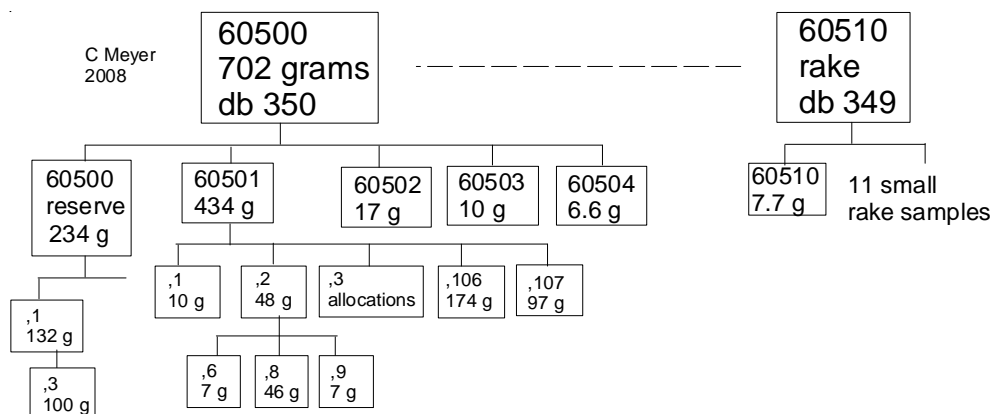 C Meyer
2008
60500
702 grams
db 350
60510
rake
db 349
60500
reserve
234 g
60501
434 g
60502
17 g
60503
10 g
60504
6.6 g
60510
7.7 g
11 small
rake samples
,1
132 g
,3
100 g
,1
10 g
,2
48 g
,3
allocations
,106
174 g
,107
97 g
,6
7 g
,8
46 g
,9
7 g